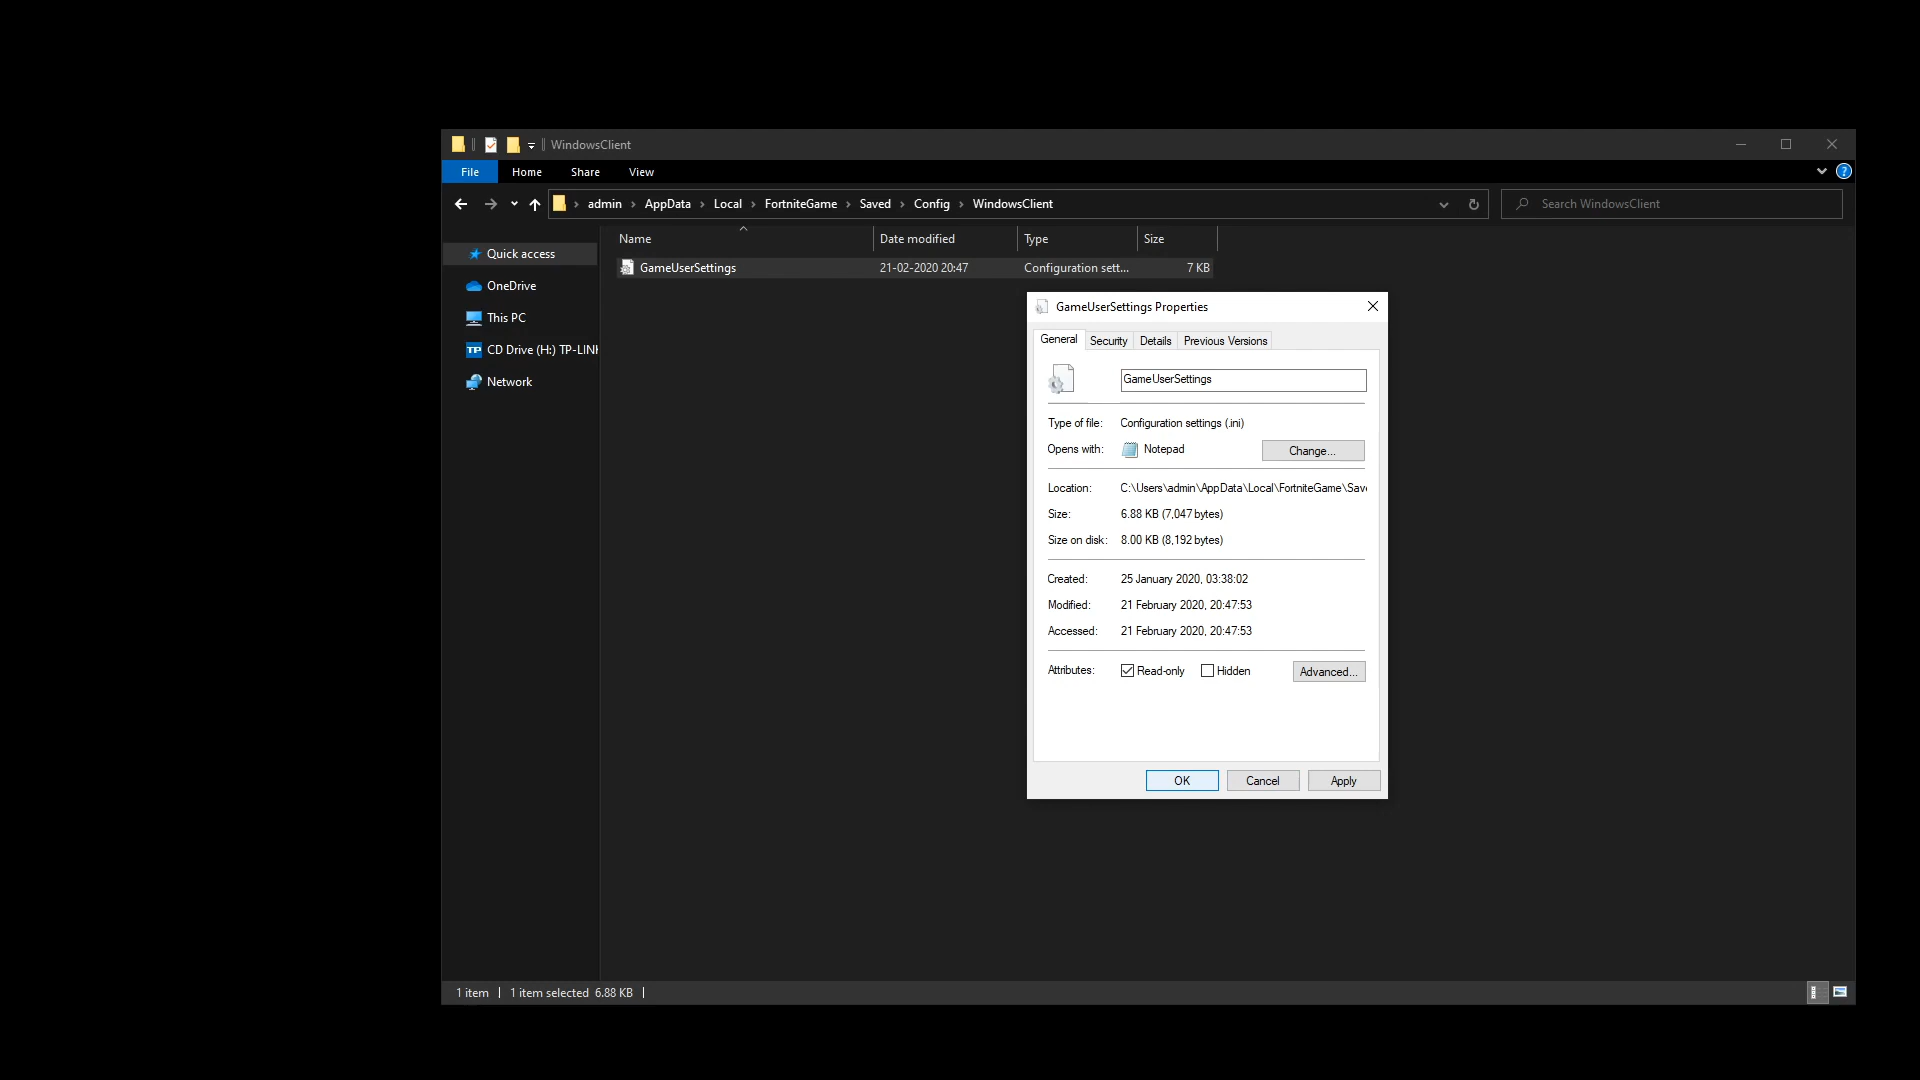 WindowsClient
File Home Share View
admin > AppData > Local > FortniteGame > Saved > Config > WindowsClient
Search WindowsClient
Name Date modified Type Size
Quick access
OneDrive
This PC
TP CD Drive (H:) TP-LINK
Network
GameUserSettings 21-02-2020 20:47 Configuration sett... 7 KB
GameUserSettings Properties
General Security Details Previous Versions
GameUserSettings
Type of file: Configuration settings (.ini)
Opens with: Notepad Change...
Location: C:\Users\admin\AppData\Local\FortniteGame\Save
Size: 6.88 KB (7,047 bytes)
Size on disk: 8.00 KB (8,192 bytes)
Created: 25 January 2020, 03:38:02
Modified: 21 February 2020, 20:47:53
Accessed: 21 February 2020, 20:47:53
Attributes: Read-only Hidden Advanced...
OK Cancel Apply
1 item 1 item selected 6.88 KB